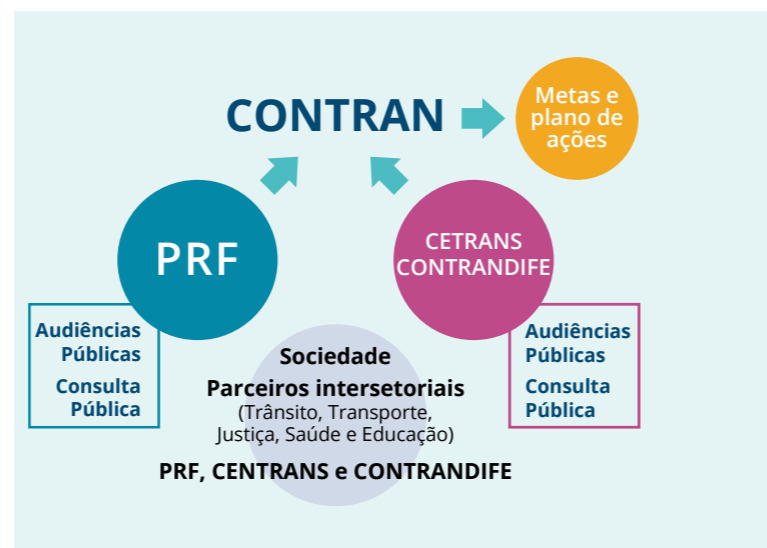 CONTRAN
Metas e
plano de
ações
PRF
CETRANS
CONTRANDIFE
Audiências
Públicas
Consulta
Pública
Sociedade
Parceiros intersetoriais
(Trânsito, Transporte,
Justiça, Saúde e Educação)
PRF, CENTRANS e CONTRANDIFE
Audiências
Públicas
Consulta
Pública